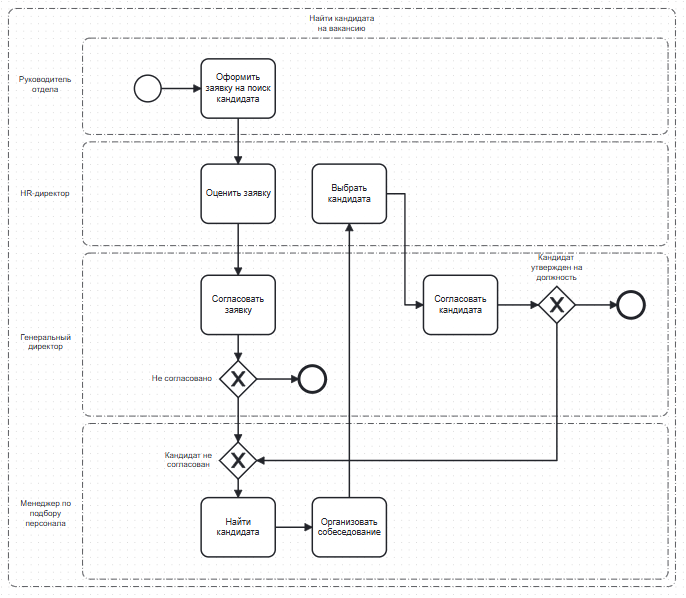 Найти кандидата
на вакансию
Руководитель
отдела
Оформить
заявку на поиск
кандидата
HR-директор
Оценить заявку
Выбрать
кандидата
Кандидат
утвержден на
должность
Согласовать
заявку
Согласовать
кандидата
Генеральный
директор
Не согласовано
Кандидат не
согласован
Менеджер по
подбору
персонала
Найти
кандидата
Организовать
собеседование